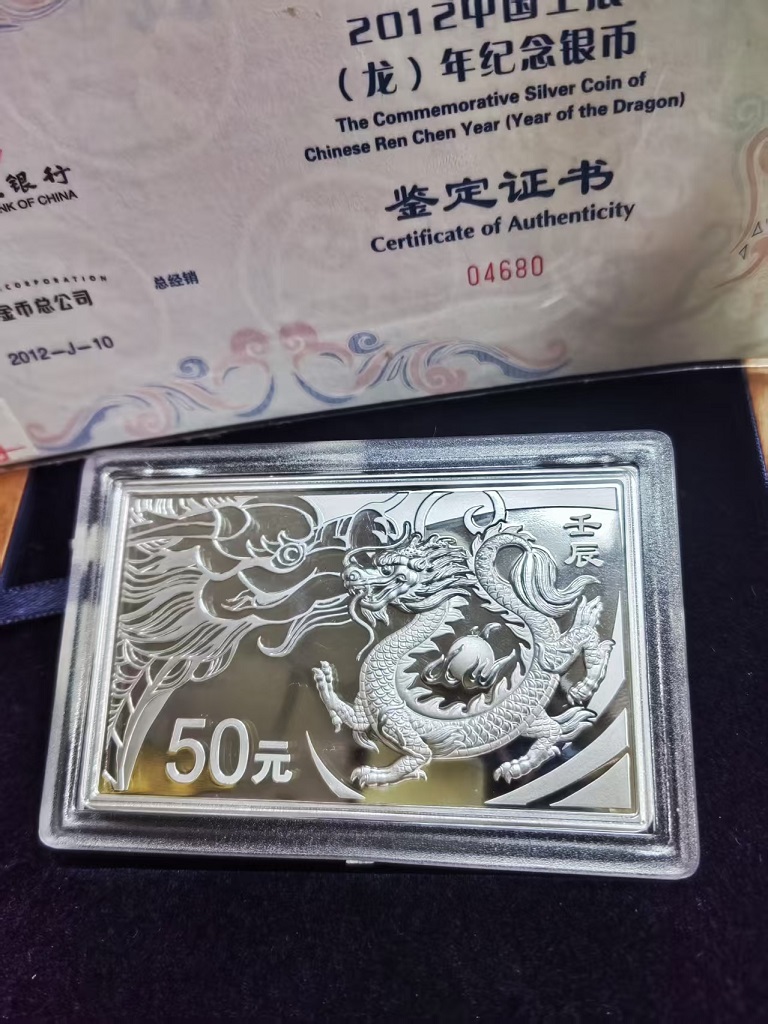 2012中国壬辰
（龙）年纪念银币
The Commemorative Silver Coin of
Chinese Ren Chen Year (Year of the Dragon)
鉴定证书
Certificate of Authenticity
04680
银行
NK OF CHINA
CORPORATION
金币总公司
总经销
2012-J-10
壬辰
50元